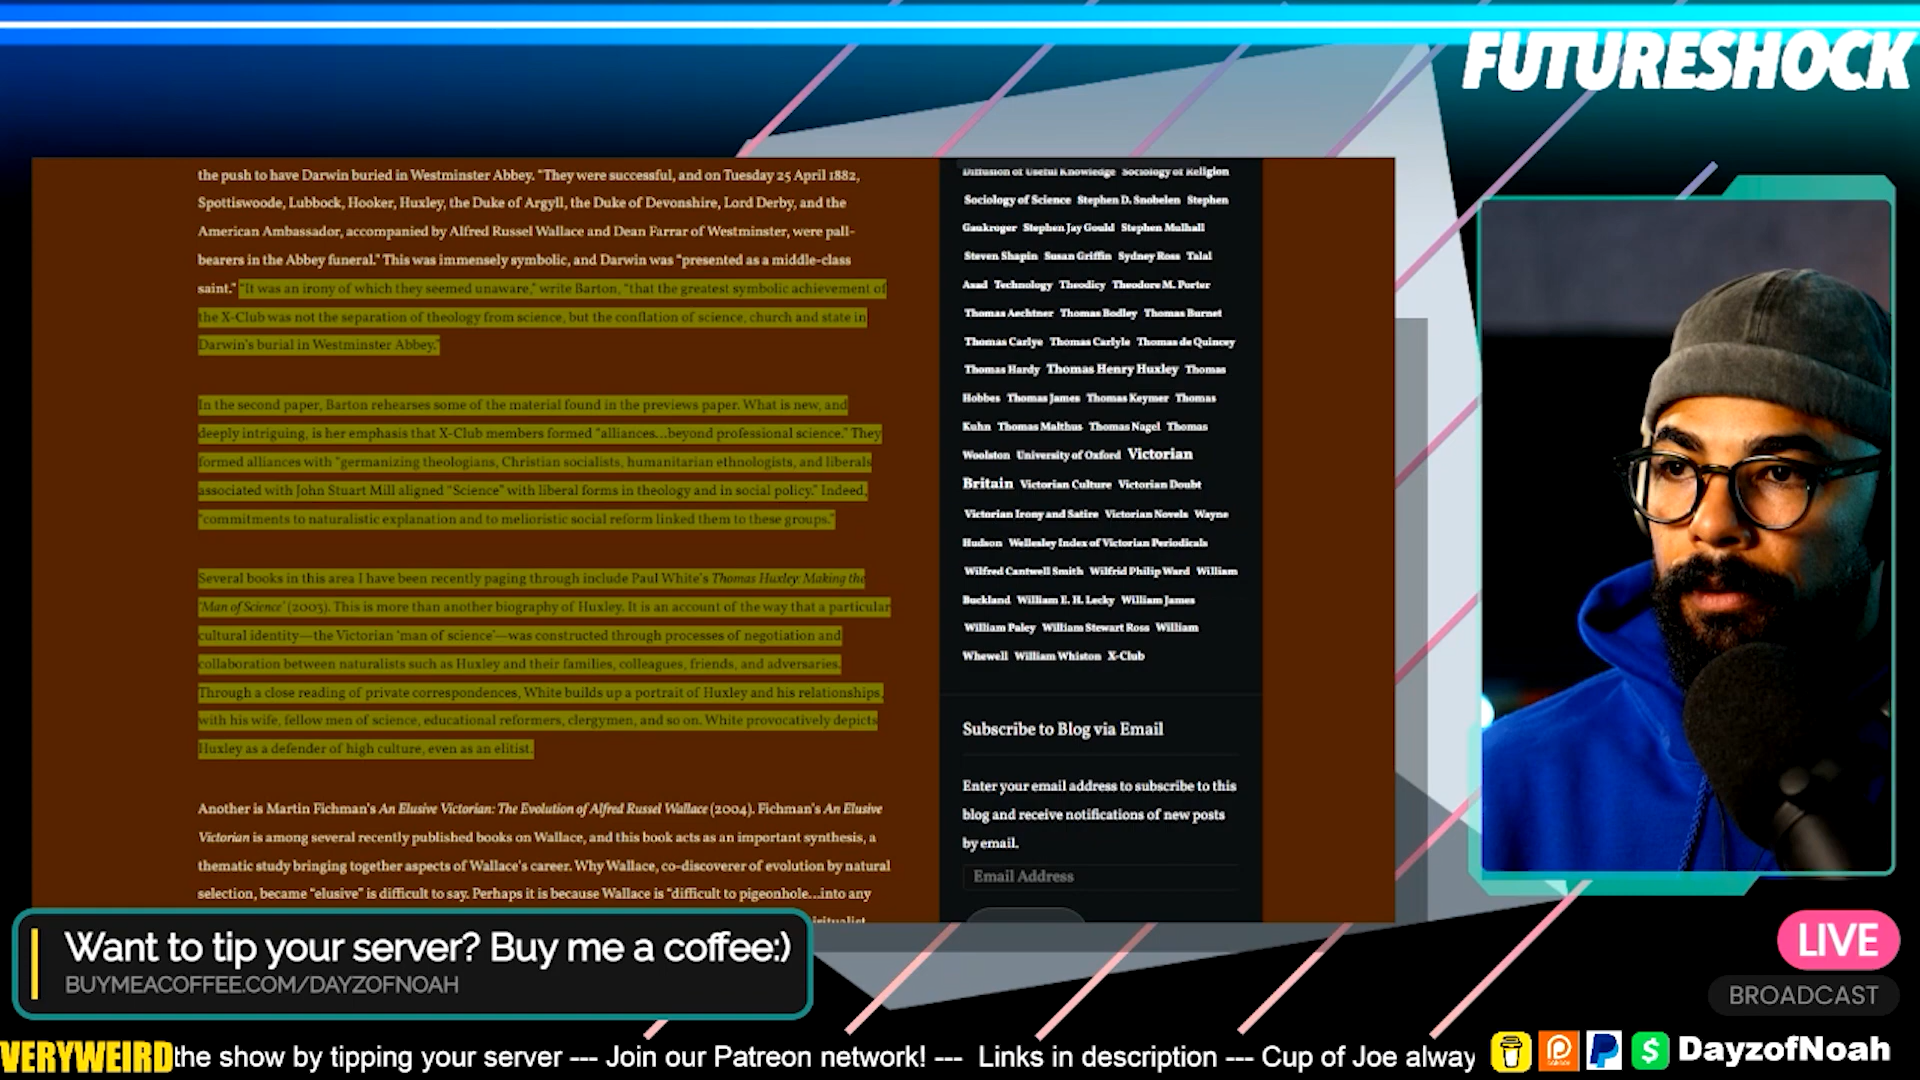 FUTURESHOCK
the push to have Darwin buried in Westminster Abbey. "They were successful, and on Tuesday 25 April 1882,
Spottiswoode, Lubbock, Hooker, Huxley, the Duke of Argyll, the Duke of Devonshire, Lord Derby, and the
American Ambassador, accompanied by Alfred Russel Wallace and Dean Farrar of Westminster, were pall-
bearers in the Abbey funeral." This was immensely symbolic, and Darwin was "presented as a middle-class
saint." "It was an irony of which they seemed unaware," write Barton, "that the greatest symbolic achievement of
the X-Club was not the separation of theology from science, but the conflation of science, church and state in
Darwin's burial in Westminster Abbey."
In the second paper, Barton rehearses some of the material found in the previews paper. What is new, and
deeply intriguing, is her emphasis that X-Club members formed "alliances…beyond professional science." They
formed alliances with "germanizing theologians, Christian socialists, humanitarian ethnologists, and liberals
associated with John Stuart Mill aligned "Science" with liberal forms in theology and in social policy." Indeed,
"commitments to naturalistic explanation and to melioristic social reform linked them to these groups."
Several books in this area I have been recently paging through include Paul White's Thomas Huxley: Making the
'Man of Science' (2003). This is more than another biography of Huxley. It is an account of the way that a particular
cultural identity—the Victorian 'man of science'—was constructed through processes of negotiation and
collaboration between naturalists such as Huxley and their families, colleagues, friends, and adversaries.
Through a close reading of private correspondences, White builds up a portrait of Huxley and his relationships,
with his wife, fellow men of science, educational reformers, clergymen, and so on. White provocatively depicts
Huxley as a defender of high culture, even as an elitist.
Another is Martin Fichman's An Elusive Victorian: The Evolution of Alfred Russel Wallace (2004). Fichman's An Elusive
Victorian is among several recently published books on Wallace, and this book acts as an important synthesis, a
thematic study bringing together aspects of Wallace's career. Why Wallace, co-discoverer of evolution by natural
selection, became "elusive" is difficult to say. Perhaps it is because Wallace is "difficult to pigeonhole…into any
Diffusion of Useful Knowledge Sociology of Religion
Sociology of Science Stephen D. Snobelen Stephen
Gaukroger Stephen Jay Gould Stephen Mulhall
Steven Shapin Susan Griffin Sydney Ross Talal
Asad Technology Theodicy Theodore M. Porter
Thomas Aechtner Thomas Bodley Thomas Burnet
Thomas Carlye Thomas Carlyle Thomas de Quincey
Thomas Hardy Thomas Henry Huxley Thomas
Hobbes Thomas James Thomas Keymer Thomas
Kuhn Thomas Malthus Thomas Nagel Thomas
Woolston University of Oxford Victorian
Britain Victorian Culture Victorian Doubt
Victorian Irony and Satire Victorian Novels Wayne
Hudson Wellesley Index of Victorian Periodicals
Wilfred Cantwell Smith Wilfrid Philip Ward William
Buckland William E. H. Lecky William James
William Paley William Stewart Ross William
Whewell William Whiston X-Club
Subscribe to Blog via Email
Enter your email address to subscribe to this
blog and receive notifications of new posts
by email.
Email Address
Want to tip your server? Buy me a coffee:)
BUYMEACOFFEE.COM/DAYZOFNOAH
LIVE
BROADCAST
VERYWEIRD the show by tipping your server --- Join our Patreon network! --- Links in description --- Cup of Joe alway
DayzofNoah